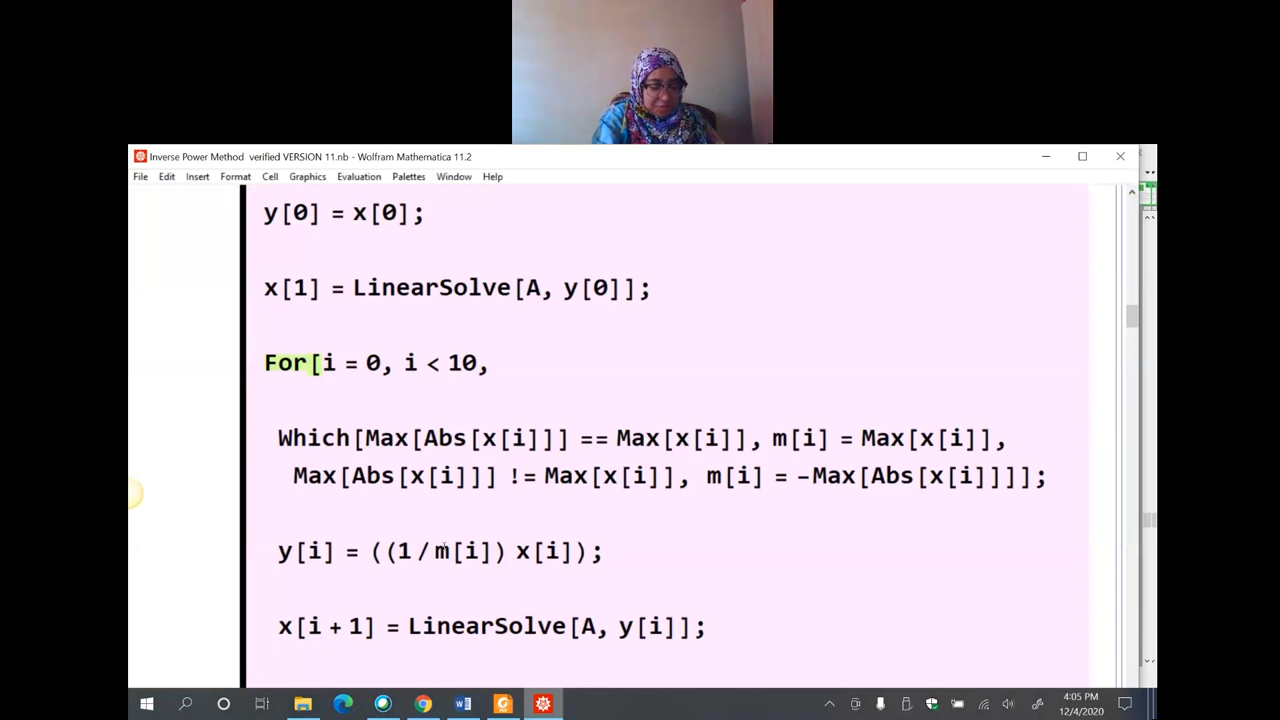 Inverse Power Method verified VERSION 11.nb - Wolfram Mathematica 11.2
File Edit Insert Format Cell Graphics Evaluation Palettes Window Help
y[0] = x[0];
x[1] = LinearSolve[A, y[0]];
For[i = 0, i < 10,
Which[Max[Abs[x[i]]] == Max[x[i]], m[i] = Max[x[i]],
Max[Abs[x[i]]] != Max[x[i]], m[i] = -Max[Abs[x[i]]]];
y[i] = ((1 / m[i]) x[i]);
x[i + 1] = LinearSolve[A, y[i]];
4:05 PM
12/4/2020